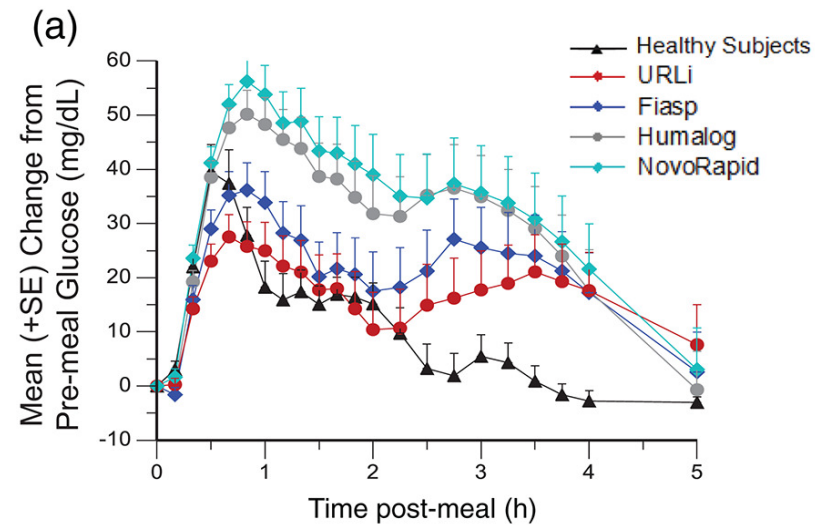 (a)
Mean (+SE) Change from
Pre-meal Glucose (mg/dL)
60
50
40
30
20
10
0
-10
0 1 2 3 4 5
Time post-meal (h)
Healthy Subjects
URLi
Fiasp
Humalog
NovoRapid